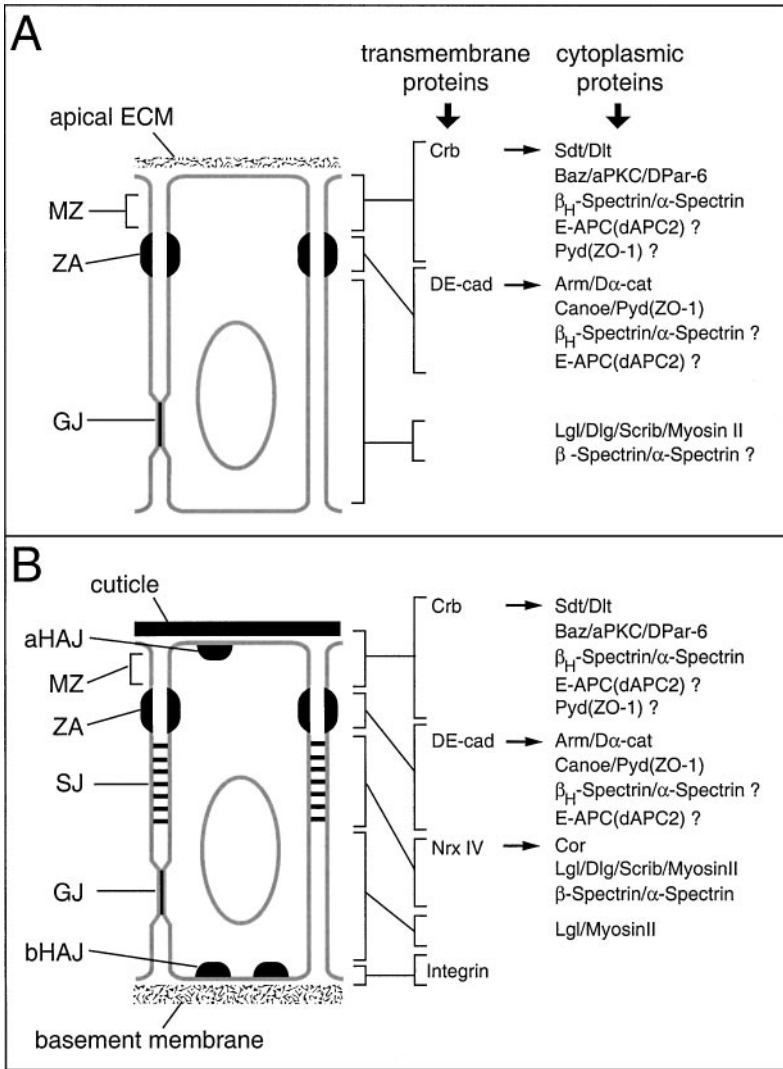 A
transmembrane proteins
cytoplasmic proteins
apical ECM
MZ
ZA
GJ
Crb
Sdt/Dlt
Baz/aPKC/DPar-6
βH-Spectrin/α-Spectrin
E-APC(dAPC2) ?
Pyd(ZO-1) ?
DE-cad
Arm/Dα-cat
Canoe/Pyd(ZO-1)
βH-Spectrin/α-Spectrin ?
E-APC(dAPC2) ?
Lgl/Dlg/Scrib/Myosin II
β -Spectrin/α-Spectrin ?
B
cuticle
aHAJ
MZ
ZA
SJ
GJ
bHAJ
basement membrane
Crb
Sdt/Dlt
Baz/aPKC/DPar-6
βH-Spectrin/α-Spectrin
E-APC(dAPC2) ?
Pyd(ZO-1) ?
DE-cad
Arm/Dα-cat
Canoe/Pyd(ZO-1)
βH-Spectrin/α-Spectrin ?
E-APC(dAPC2) ?
Nrx IV
Cor
Lgl/Dlg/Scrib/MyosinII
β-Spectrin/α-Spectrin
Lgl/MyosinII
Integrin